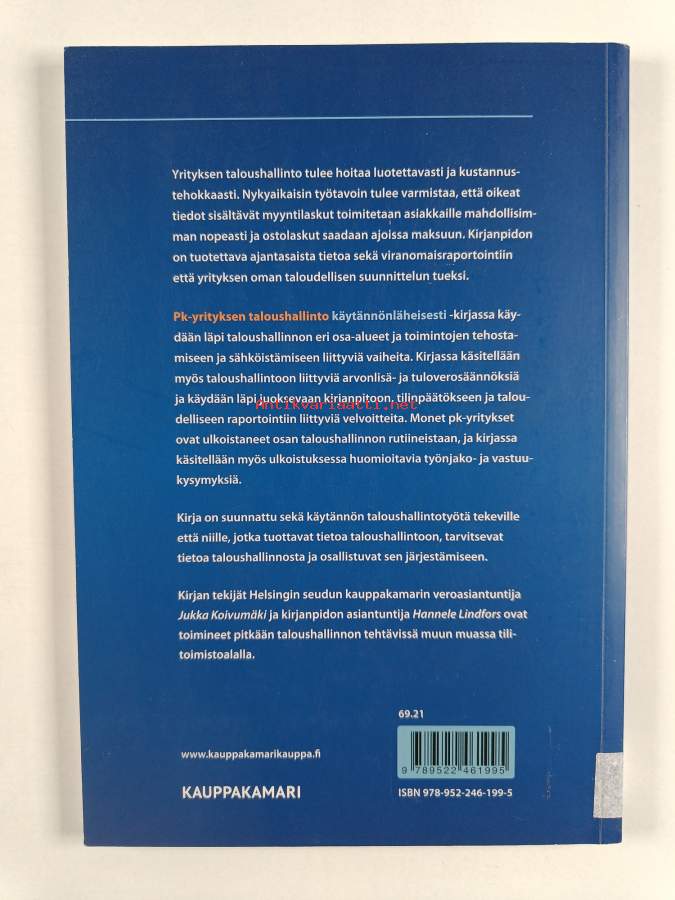 Yrityksen taloushallinto tulee hoitaa luotettavasti ja kustannus-
tehokkaasti. Nykyaikaisin työtavoin tulee varmistaa, että oikeat
tiedot sisältävät myyntilaskut toimitetaan asiakkaille mahdollisim-
man nopeasti ja ostolaskut saadaan ajoissa maksuun. Kirjanpidon
on tuotettava ajantasaista tietoa sekä viranomaisraportointiin
että yrityksen oman taloudellisen suunnittelun tueksi.
Pk-yrityksen taloushallinto käytännönläheisesti -kirjassa käy-
dään läpi taloushallinnon eri osa-alueet ja toimintojen tehosta-
miseen ja sähköistämiseen liittyviä vaiheita. Kirjassa käsitellään
myös taloushallintoon liittyviä arvonlisä- ja tuloverosäännöksiä
ja käydään läpi juoksevaan kirjanpitoon, tilinpäätökseen ja talou-
Antikvariaatti.net
delliseen raportointiin liittyviä velvoitteita. Monet pk-yritykset
ovat ulkoistaneet osan taloushallinnon rutiineistaan, ja kirjassa
käsitellään myös ulkoistuksessa huomioitavia työnjako- ja vastuu-
kysymyksiä.
Kirja on suunnattu sekä käytännön taloushallintotyötä tekeville
että niille, jotka tuottavat tietoa taloushallintoon, tarvitsevat
tietoa taloushallinnosta ja osallistuvat sen järjestämiseen.
Kirjan tekijät Helsingin seudun kauppakamarin veroasiantuntija
Jukka Koivumäki ja kirjanpidon asiantuntija Hannele Lindfors ovat
toimineet pitkään taloushallinnon tehtävissä muun muassa tili-
toimistoalalla.
69.21
www.kauppakamarikauppa.fi
9 789522 461995
KAUPPAKAMARI
ISBN 978-952-246-199-5